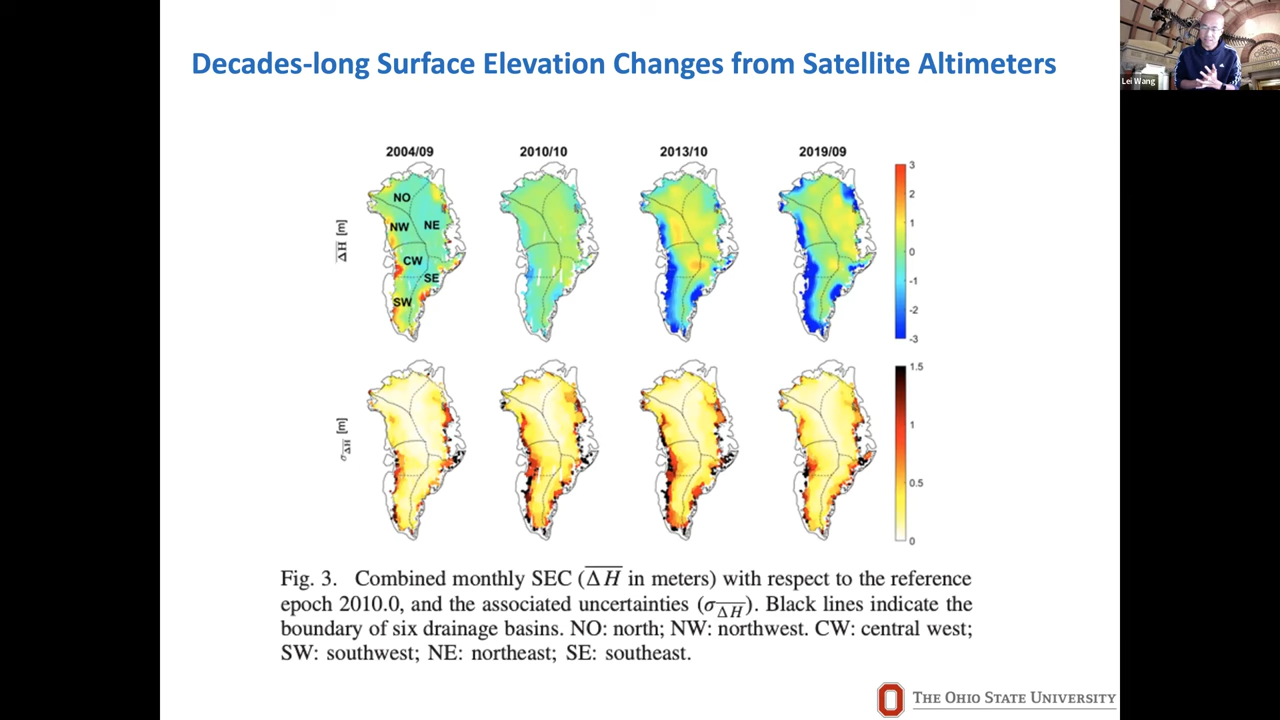 Decades-long Surface Elevation Changes from Satellite Altimeters
Lei Wang
2004/09 2010/10 2013/10 2019/09
ΔH [m]
NO
NW NE
CW
SE
SW
3
2
1
0
-1
-2
-3
σΔH [m]
1.5
1
0.5
0
Fig. 3. Combined monthly SEC (ΔH in meters) with respect to the reference
epoch 2010.0, and the associated uncertainties (σΔH). Black lines indicate the
boundary of six drainage basins. NO: north; NW: northwest. CW: central west;
SW: southwest; NE: northeast; SE: southeast.
THE OHIO STATE UNIVERSITY